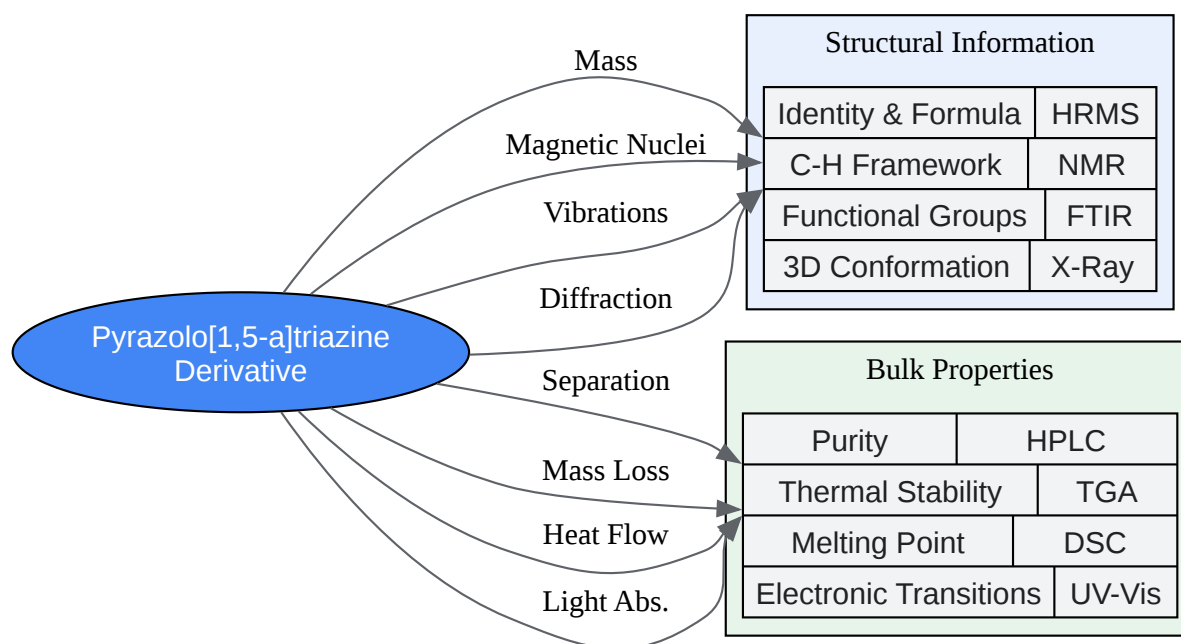 Structural Information
Mass
Identity & Formula HRMS
Magnetic Nuclei
C-H Framework NMR
Vibrations
Functional Groups FTIR
3D Conformation X-Ray
Diffraction
Pyrazolo[1,5-a]triazine
Derivative
Separation
Bulk Properties
Purity HPLC
Mass Loss
Thermal Stability TGA
Heat Flow
Melting Point DSC
Light Abs.
Electronic Transitions UV-Vis